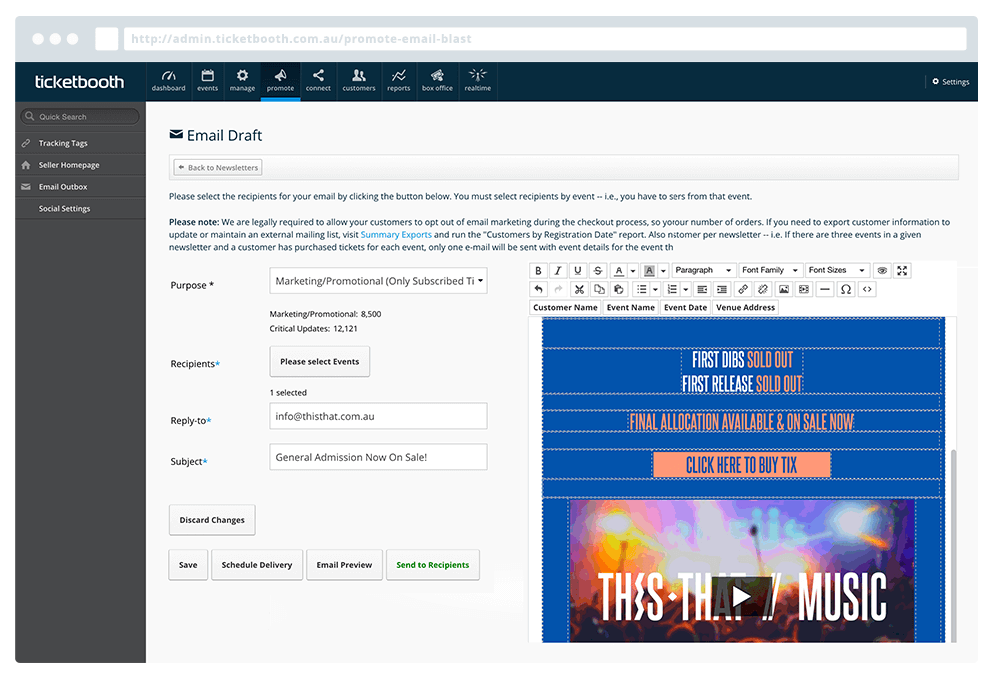 http://admin.ticketbooth.com.au/promote-email-blast
ticketbooth
dashboard
events
manage
promote
connect
customers
reports
box office
realtime
Settings
Quick Search
Tracking Tags
Seller Homepage
Email Outbox
Social Settings
Email Draft
Back to Newsletters
Please select the recipients for your email by clicking the button below. You must select recipients by event -- i.e., you have to sers from that event.
Please note: We are legally required to allow your customers to opt out of email marketing during the checkout process, so yorour number of orders. If you need to export customer information to
update or maintain an external mailing list, visit Summary Exports and run the "Customers by Registration Date" report. Also nstomer per newsletter -- i.e. If there are three events in a given
newsletter and a customer has purchased tickets for each event, only one e-mail will be sent with event details for the event th
Purpose *
Marketing/Promotional (Only Subscribed Ti
Marketing/Promotional: 8,500
Critical Updates: 12,121
Recipients*
Please select Events
1 selected
Reply-to*
info@thisthat.com.au
Subject*
General Admission Now On Sale!
Discard Changes
Save
Schedule Delivery
Email Preview
Send to Recipients
B I U S A A Paragraph Font Family Font Sizes
Ω <>
Customer Name Event Name Event Date Venue Address
FIRST DIBS SOLD OUT
FIRST RELEASE SOLD OUT
FINAL ALLOCATION AVAILABLE & ON SALE NOW
CLICK HERE TO BUY TIX
THIS·THAT // MUSIC